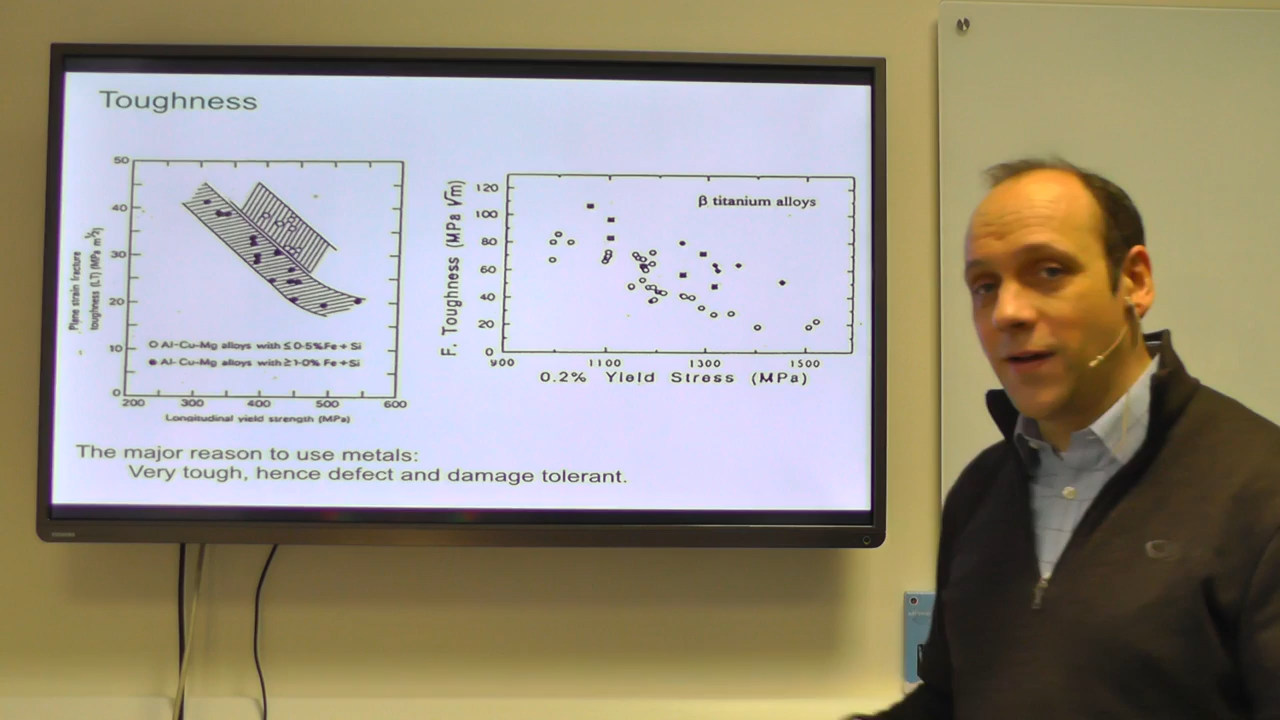 Toughness
50
40
30
20
10
0
200 300 400 500 600
Plane strain fracture
toughness (LT) (MPa m½)
O Al-Cu-Mg alloys with ≤0·5%Fe+Si
● Al-Cu-Mg alloys with ≥1·0% Fe+Si
Longitudinal yield strength (MPa)
F. Toughness (MPa √m)
120
100
80
60
40
20
0
900 1100 1300 1500
β titanium alloys
0.2% Yield Stress (MPa)
The major reason to use metals:
Very tough, hence defect and damage tolerant.
TOSHIBA